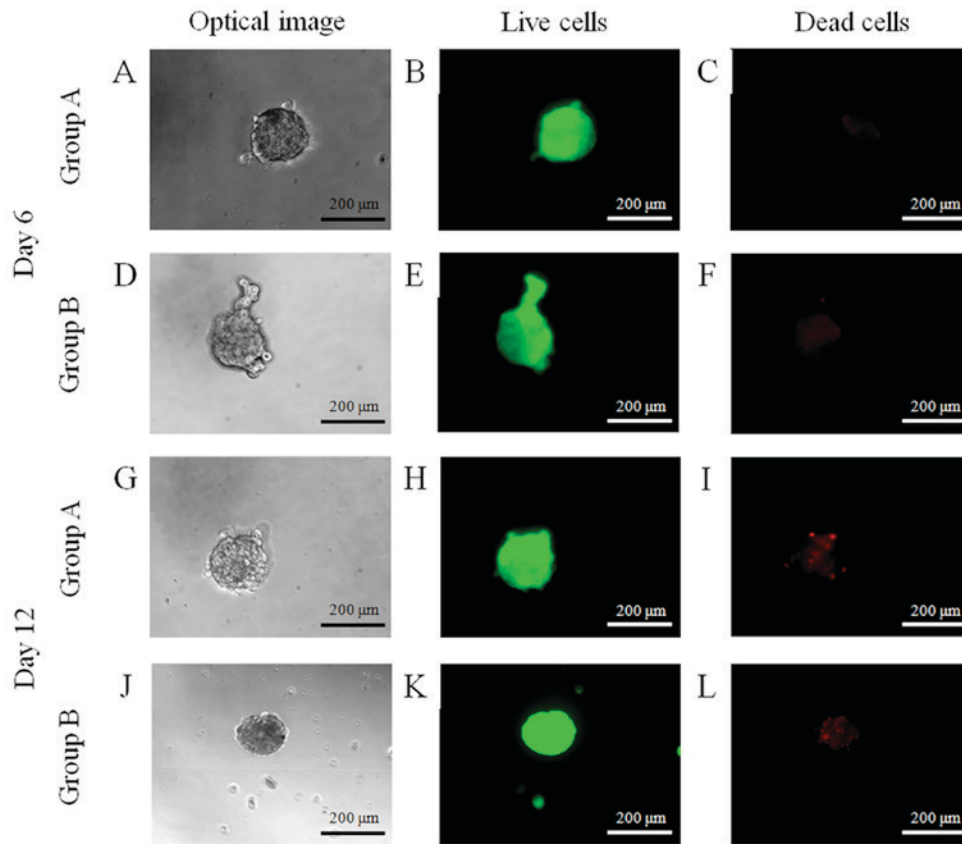 Optical image Live cells Dead cells
Day 6
Group A
A B C
200 μm 200 μm 200 μm
Group B
D E F
200 μm 200 μm 200 μm
Day 12
Group A
G H I
200 μm 200 μm 200 μm
Group B
J K L
200 μm 200 μm 200 μm